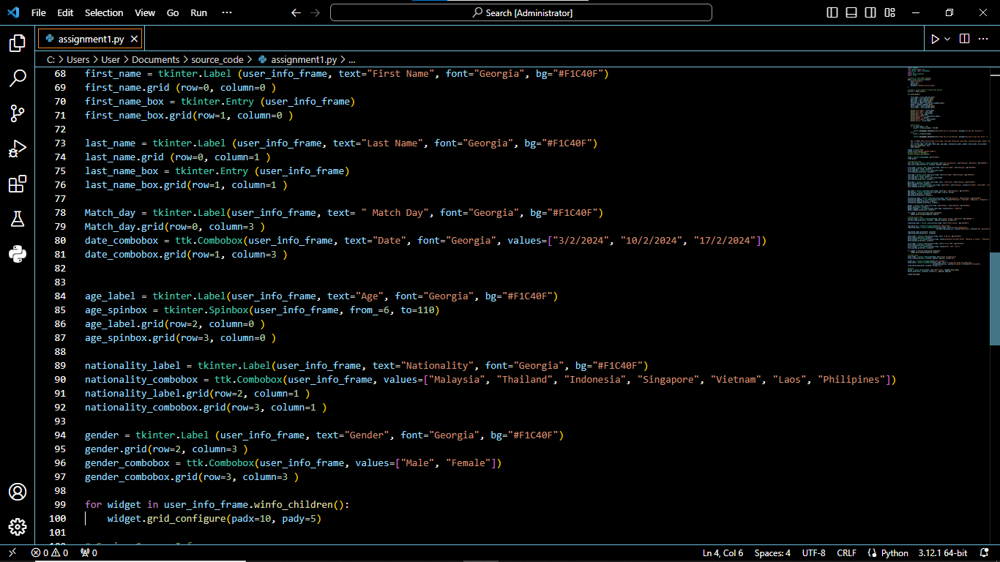 File Edit Selection View Go Run ··· Search [Administrator]
assignment1.py
C: > Users > User > Documents > source_code > assignment1.py > ...
68 first_name = tkinter.Label (user_info_frame, text="First Name", font="Georgia", bg="#F1C40F")
69 first_name.grid (row=0, column=0 )
70 first_name_box = tkinter.Entry (user_info_frame)
71 first_name_box.grid(row=1, column=0 )
72
73 last_name = tkinter.Label (user_info_frame, text="Last Name", font="Georgia", bg="#F1C40F")
74 last_name.grid (row=0, column=1 )
75 last_name_box = tkinter.Entry (user_info_frame)
76 last_name_box.grid(row=1, column=1 )
77
78 Match_day = tkinter.Label(user_info_frame, text= " Match Day", font="Georgia", bg="#F1C40F")
79 Match_day.grid(row=0, column=3 )
80 date_combobox = ttk.Combobox(user_info_frame, text="Date", font="Georgia", values=["3/2/2024", "10/2/2024", "17/2/2024"])
81 date_combobox.grid(row=1, column=3 )
82
83
84 age_label = tkinter.Label(user_info_frame, text="Age", font="Georgia", bg="#F1C40F")
85 age_spinbox = tkinter.Spinbox(user_info_frame, from_=6, to=110)
86 age_label.grid(row=2, column=0 )
87 age_spinbox.grid(row=3, column=0 )
88
89 nationality_label = tkinter.Label(user_info_frame, text="Nationality", font="Georgia", bg="#F1C40F")
90 nationality_combobox = ttk.Combobox(user_info_frame, values=["Malaysia", "Thailand", "Indonesia", "Singapore", "Vietnam", "Laos", "Philipines"])
91 nationality_label.grid(row=2, column=1 )
92 nationality_combobox.grid(row=3, column=1 )
93
94 gender = tkinter.Label (user_info_frame, text="Gender", font="Georgia", bg="#F1C40F")
95 gender.grid(row=2, column=3 )
96 gender_combobox = ttk.Combobox(user_info_frame, values=["Male", "Female"])
97 gender_combobox.grid(row=3, column=3 )
98
99 for widget in user_info_frame.winfo_children():
100 widget.grid_configure(padx=10, pady=5)
101
0 0 0 Ln 4, Col 6 Spaces: 4 UTF-8 CRLF Python 3.12.1 64-bit